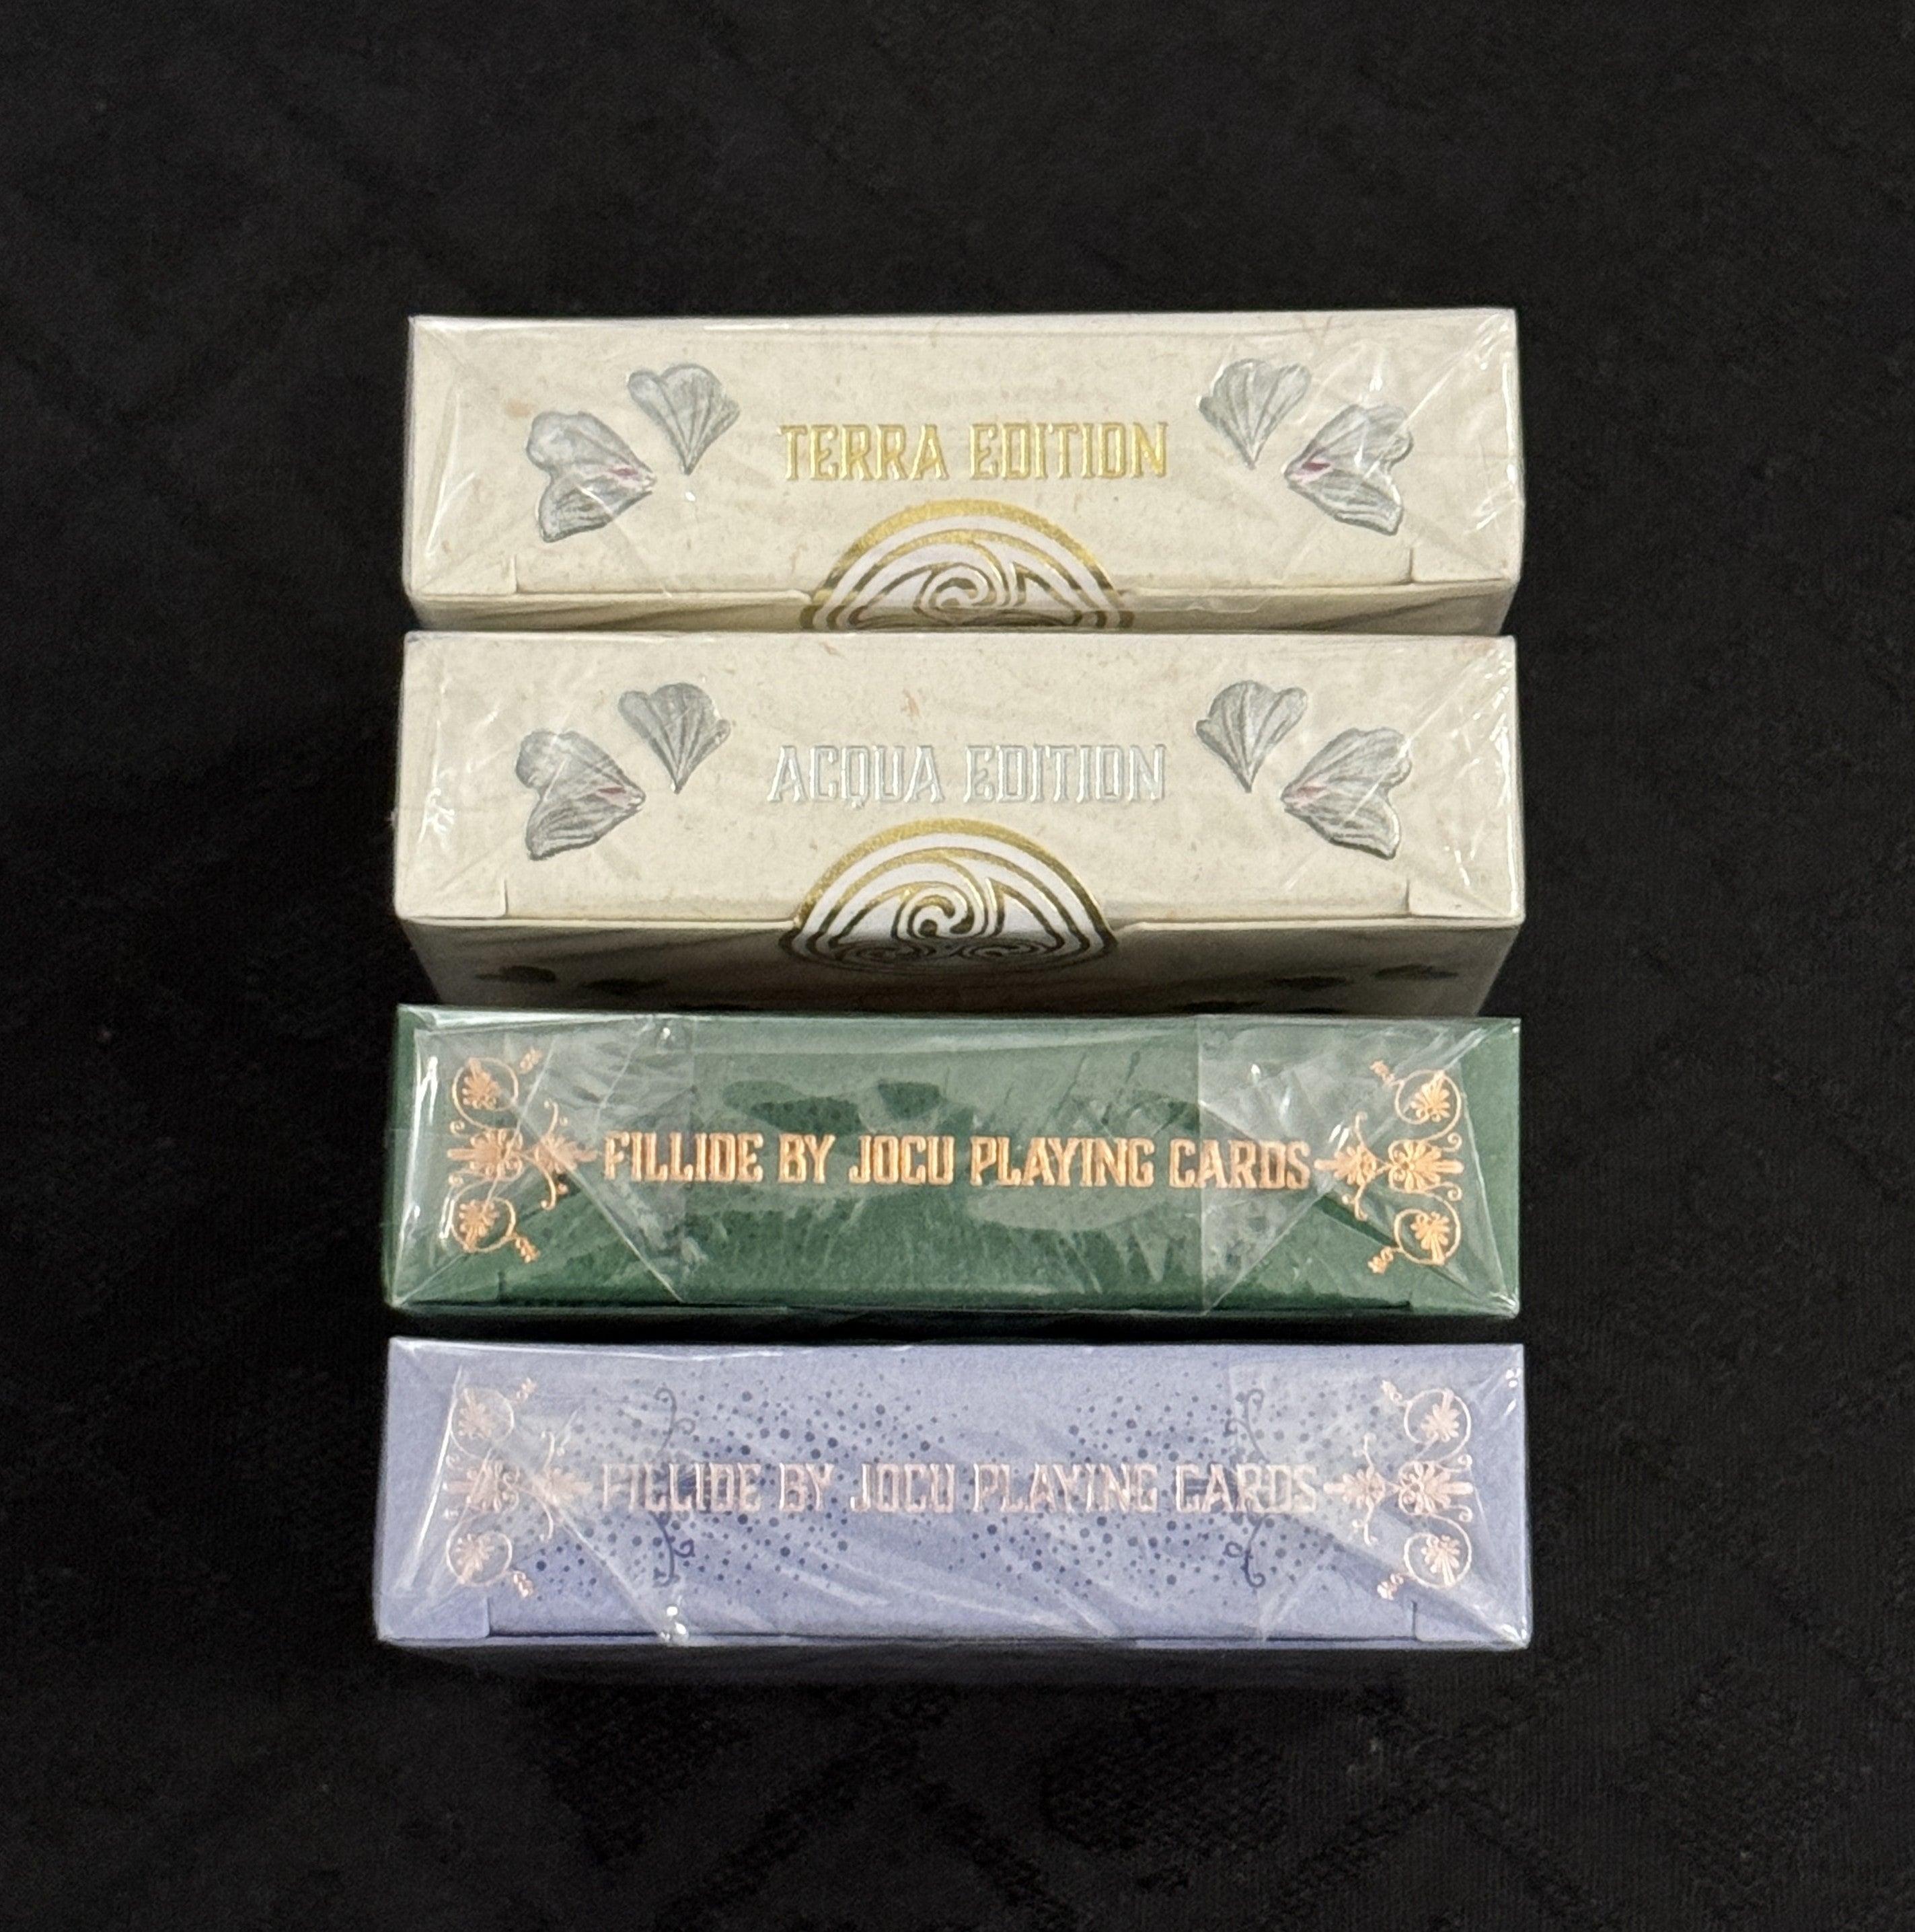 TERRA EDITION
ACQUA EDITION
FILLIDE BY JOCU PLAYING CARDS
FILLIDE BY JOCU PLAYING CARDS